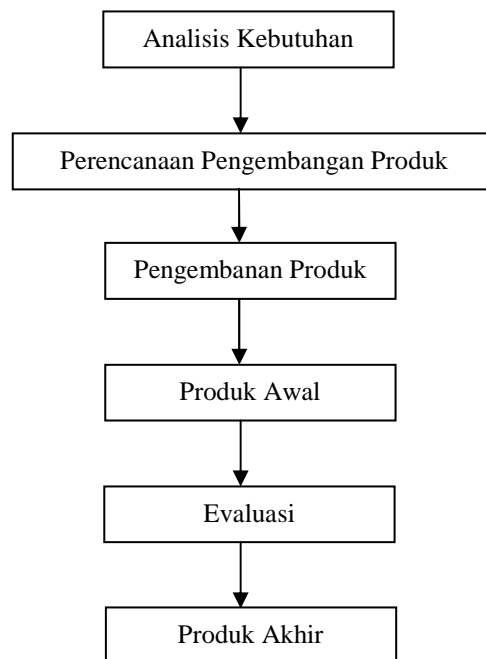 Analisis Kebutuhan
Perencanaan Pengembangan Produk
Pengembanan Produk
Produk Awal
Evaluasi
Produk Akhir